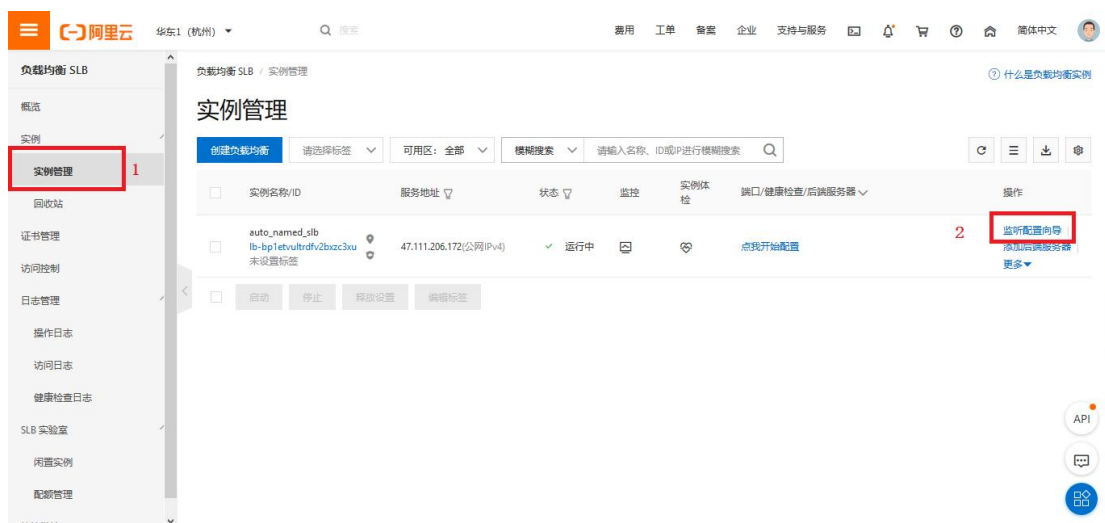 阿里云
华东1 (杭州)
搜索
费用 工单 备案 企业 支持与服务 简体中文
负载均衡 SLB
负载均衡 SLB / 实例管理
什么是负载均衡实例
概览
实例管理
实例
创建负载均衡 请选择标签 可用区: 全部 模糊搜索 请输入名称、ID或IP进行模糊搜索
实例管理 1
实例名称/ID 服务地址 状态 监控 实例体检 端口/健康检查/后端服务器 操作
回收站
证书管理
auto_named_slb
lb-bp1etvultrdfv2bxzc3xu
未设置标签
47.111.206.172(公网IPv4)
运行中
点我开始配置
2
监听配置向导
添加后端服务器
更多
访问控制
日志管理
启动 停止 释放设置 编辑标签
操作日志
访问日志
健康检查日志
API
SLB 实验室
闲置实例
配额管理